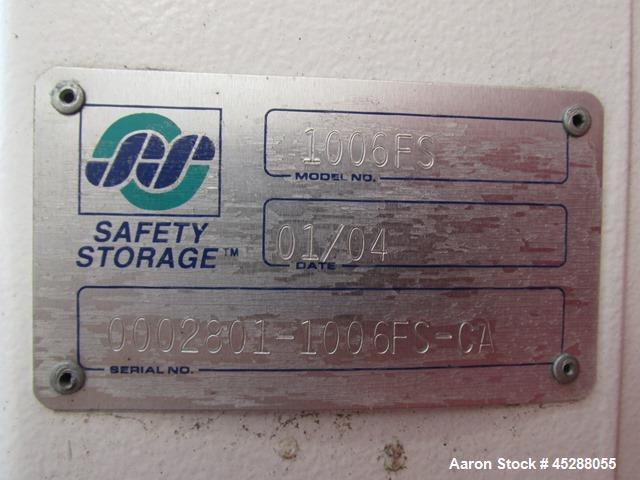 1006FS
MODEL NO.
SAFETY
STORAGE™
01/04
DATE
0002801-1006FS-CA
SERIAL NO.
Aaron Stock # 45288055